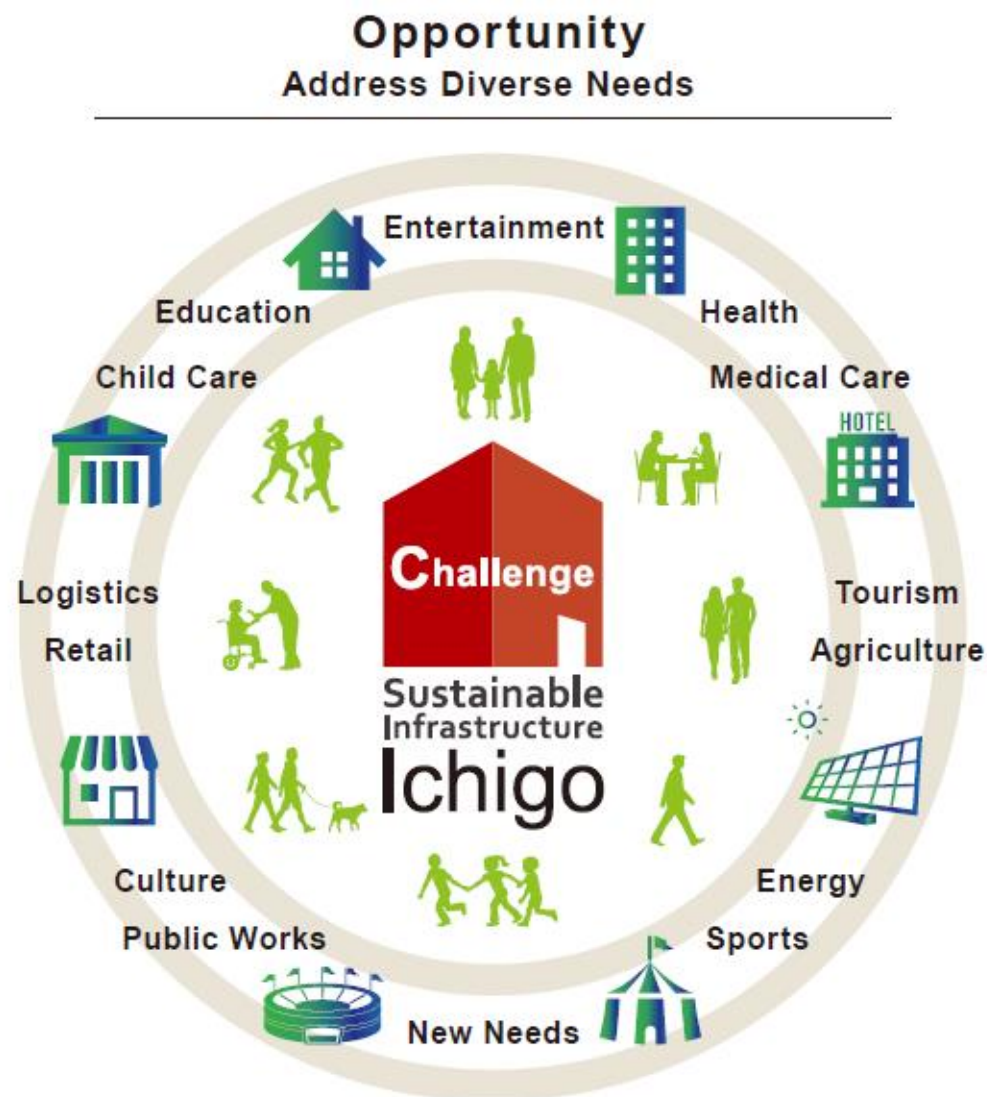 Opportunity
Address Diverse Needs
Entertainment
Education
Health
Child Care
Medical Care
HOTEL
Challenge
Logistics
Tourism
Retail
Agriculture
Sustainable
Infrastructure
Ichigo
Culture
Energy
Public Works
Sports
New Needs